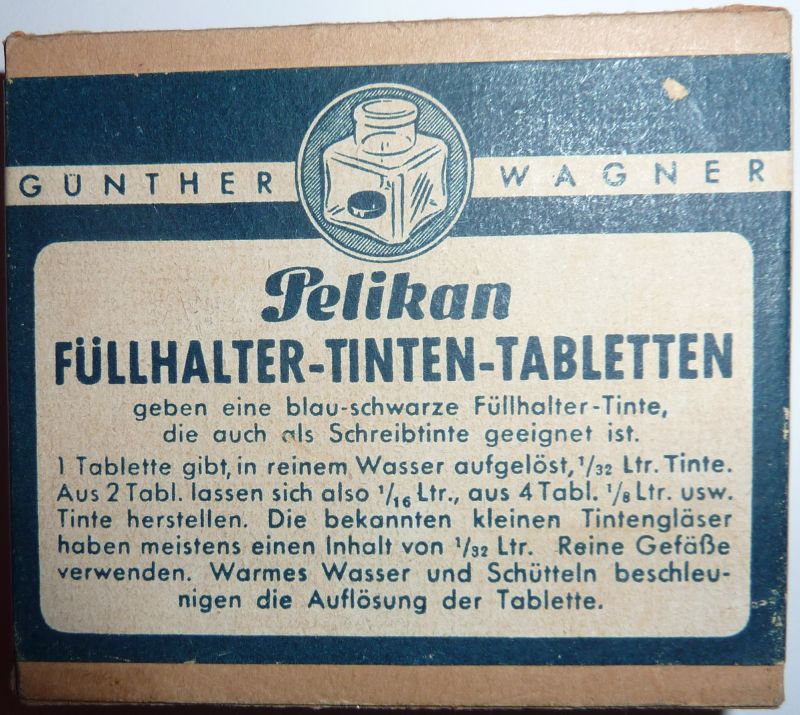 GÜNTHER WAGNER
Pelikan
FÜLLHALTER-TINTEN-TABLETTEN
geben eine blau-schwarze Füllhalter-Tinte,
die auch als Schreibtinte geeignet ist.
1 Tablette gibt, in reinem Wasser aufgelöst, 1/32 Ltr. Tinte.
Aus 2 Tabl. lassen sich also 1/16 Ltr., aus 4 Tabl. 1/8 Ltr. usw.
Tinte herstellen. Die bekannten kleinen Tintengläser
haben meistens einen Inhalt von 1/32 Ltr. Reine Gefäße
verwenden. Warmes Wasser und Schütteln beschleu-
nigen die Auflösung der Tablette.